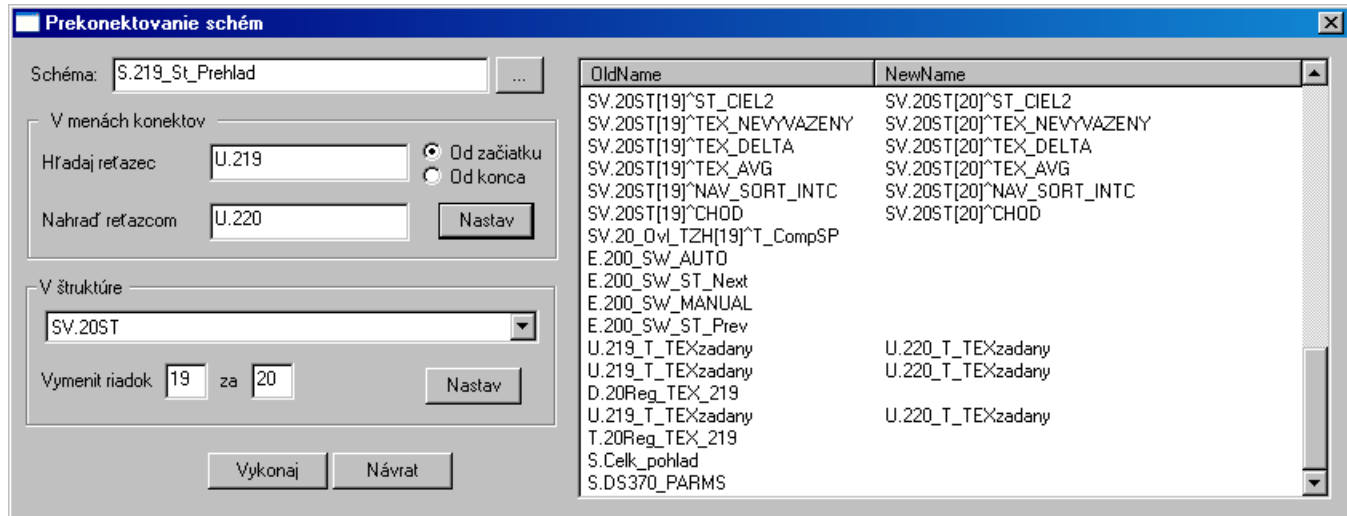 Prekonektovanie schém
Schéma: S.219_St_Prehlad ...
V menách konektov
Hľadaj reťazec U.219
Od začiatku
Od konca
Nahraď reťazcom U.220 Nastav
V štruktúre
SV.20ST
Vymenit riadok 19 za 20 Nastav
Vykonaj Návrat
OldName NewName
SV.20ST[19]^ST_CIEL2 SV.20ST[20]^ST_CIEL2
SV.20ST[19]^TEX_NEVYVAZENY SV.20ST[20]^TEX_NEVYVAZENY
SV.20ST[19]^TEX_DELTA SV.20ST[20]^TEX_DELTA
SV.20ST[19]^TEX_AVG SV.20ST[20]^TEX_AVG
SV.20ST[19]^NAV_SORT_INTC SV.20ST[20]^NAV_SORT_INTC
SV.20ST[19]^CHOD SV.20ST[20]^CHOD
SV.20_Ovl_TZH[19]^T_CompSP
E.200_SW_AUTO
E.200_SW_ST_Next
E.200_SW_MANUAL
E.200_SW_ST_Prev
U.219_T_TEXzadany U.220_T_TEXzadany
U.219_T_TEXzadany U.220_T_TEXzadany
D.20Reg_TEX_219
U.219_T_TEXzadany U.220_T_TEXzadany
T.20Reg_TEX_219
S.Celk_pohlad
S.DS370_PARMS